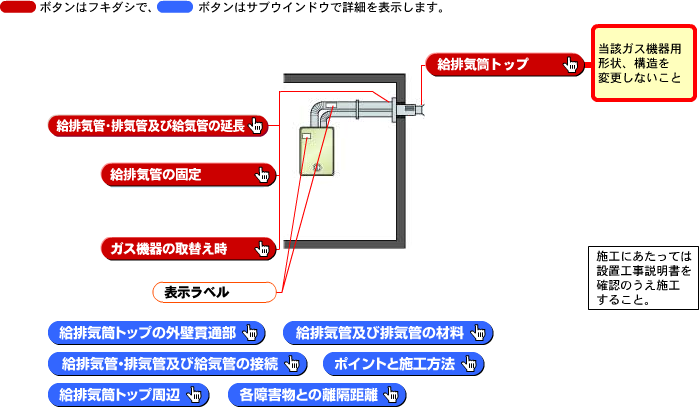 ボタンはフキダシで、 ボタンはサブウインドウで詳細を表示します。
給排気筒トップ
当該ガス機器用
形状、構造を
変更しないこと
給排気管・排気管及び給気管の延長
給排気管の固定
ガス機器の取替え時
表示ラベル
施工にあたっては
設置工事説明書を
確認のうえ施工
すること。
給排気筒トップの外壁貫通部
給排気管及び排気管の材料
給排気管・排気管及び給気管の接続
ポイントと施工方法
給排気筒トップ周辺
各障害物との離隔距離